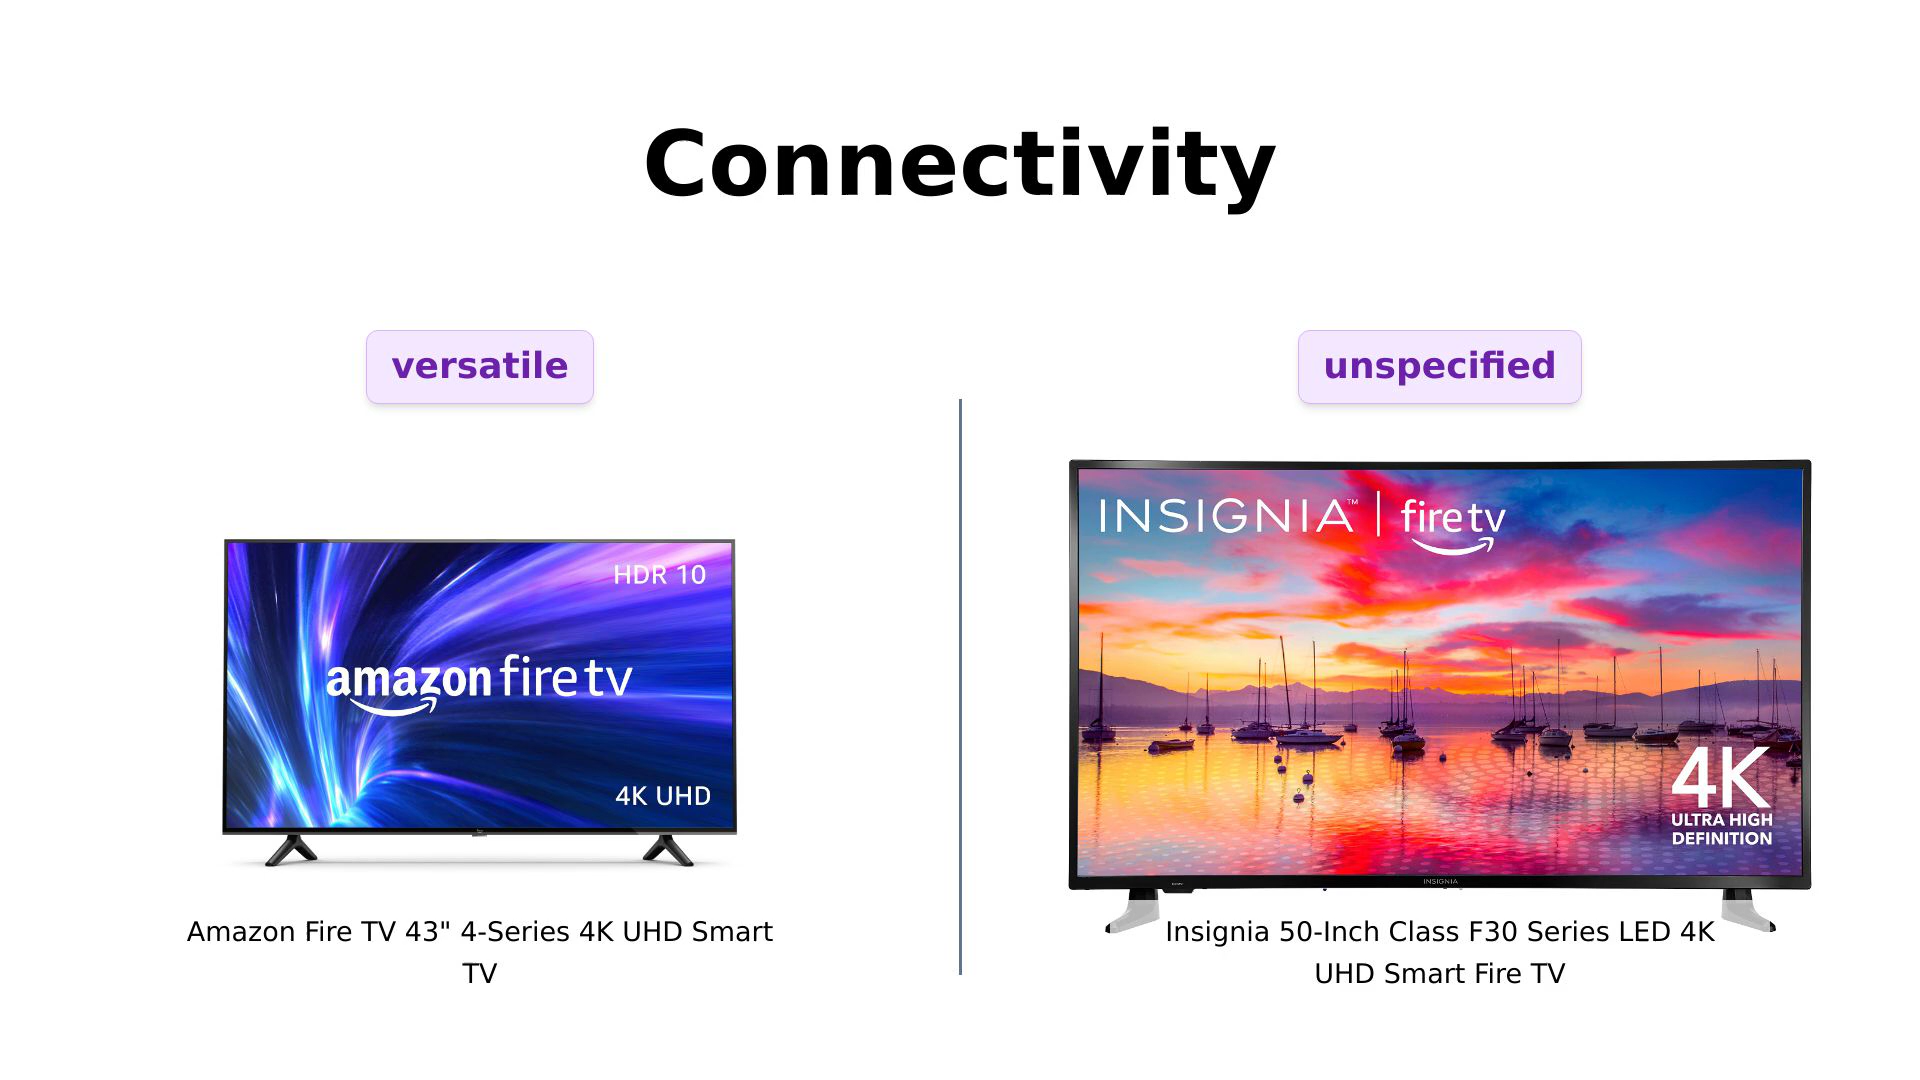 Connectivity
versatile
unspecified
HDR 10
amazon fire tv
4K UHD
Amazon Fire TV 43" 4-Series 4K UHD Smart
TV
INSIGNIA™ | fire tv
4K
ULTRA HIGH
DEFINITION
INSIGNIA
Insignia 50-Inch Class F30 Series LED 4K
UHD Smart Fire TV